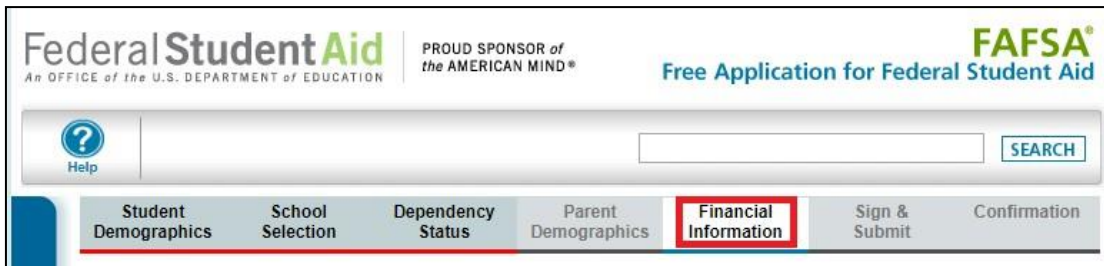 Federal Student Aid
An OFFICE of the U.S. DEPARTMENT of EDUCATION
PROUD SPONSOR of
the AMERICAN MIND®
FAFSA®
Free Application for Federal Student Aid
Help
SEARCH
Student
Demographics
School
Selection
Dependency
Status
Parent
Demographics
Financial
Information
Sign &
Submit
Confirmation